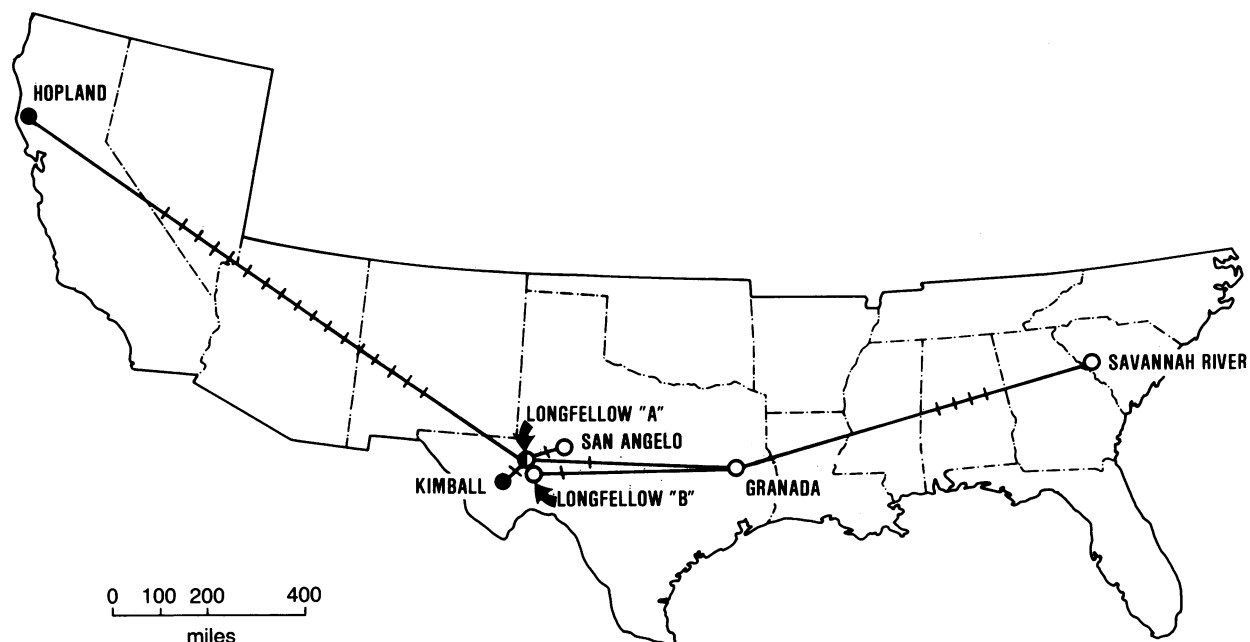 HOPLAND
SAVANNAH RIVER
LONGFELLOW "A"
SAN ANGELO
KIMBALL
GRANADA
LONGFELLOW "B"
0 100 200 400
miles